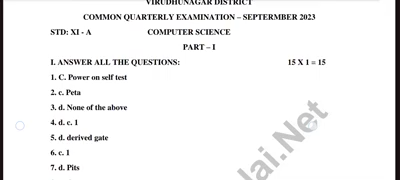 VIRUDHUNAGAR DISTRICT
COMMON QUARTERLY EXAMINATION – SEPTERMBER 2023
STD: XI - A COMPUTER SCIENCE
PART – I
I. ANSWER ALL THE QUESTIONS: 15 X 1 = 15
1. C. Power on self test
2. c. Peta
3. d. None of the above
4. d. c. 1
5. d. derived gate
6. c. 1
7. d. Pits
lai.Net